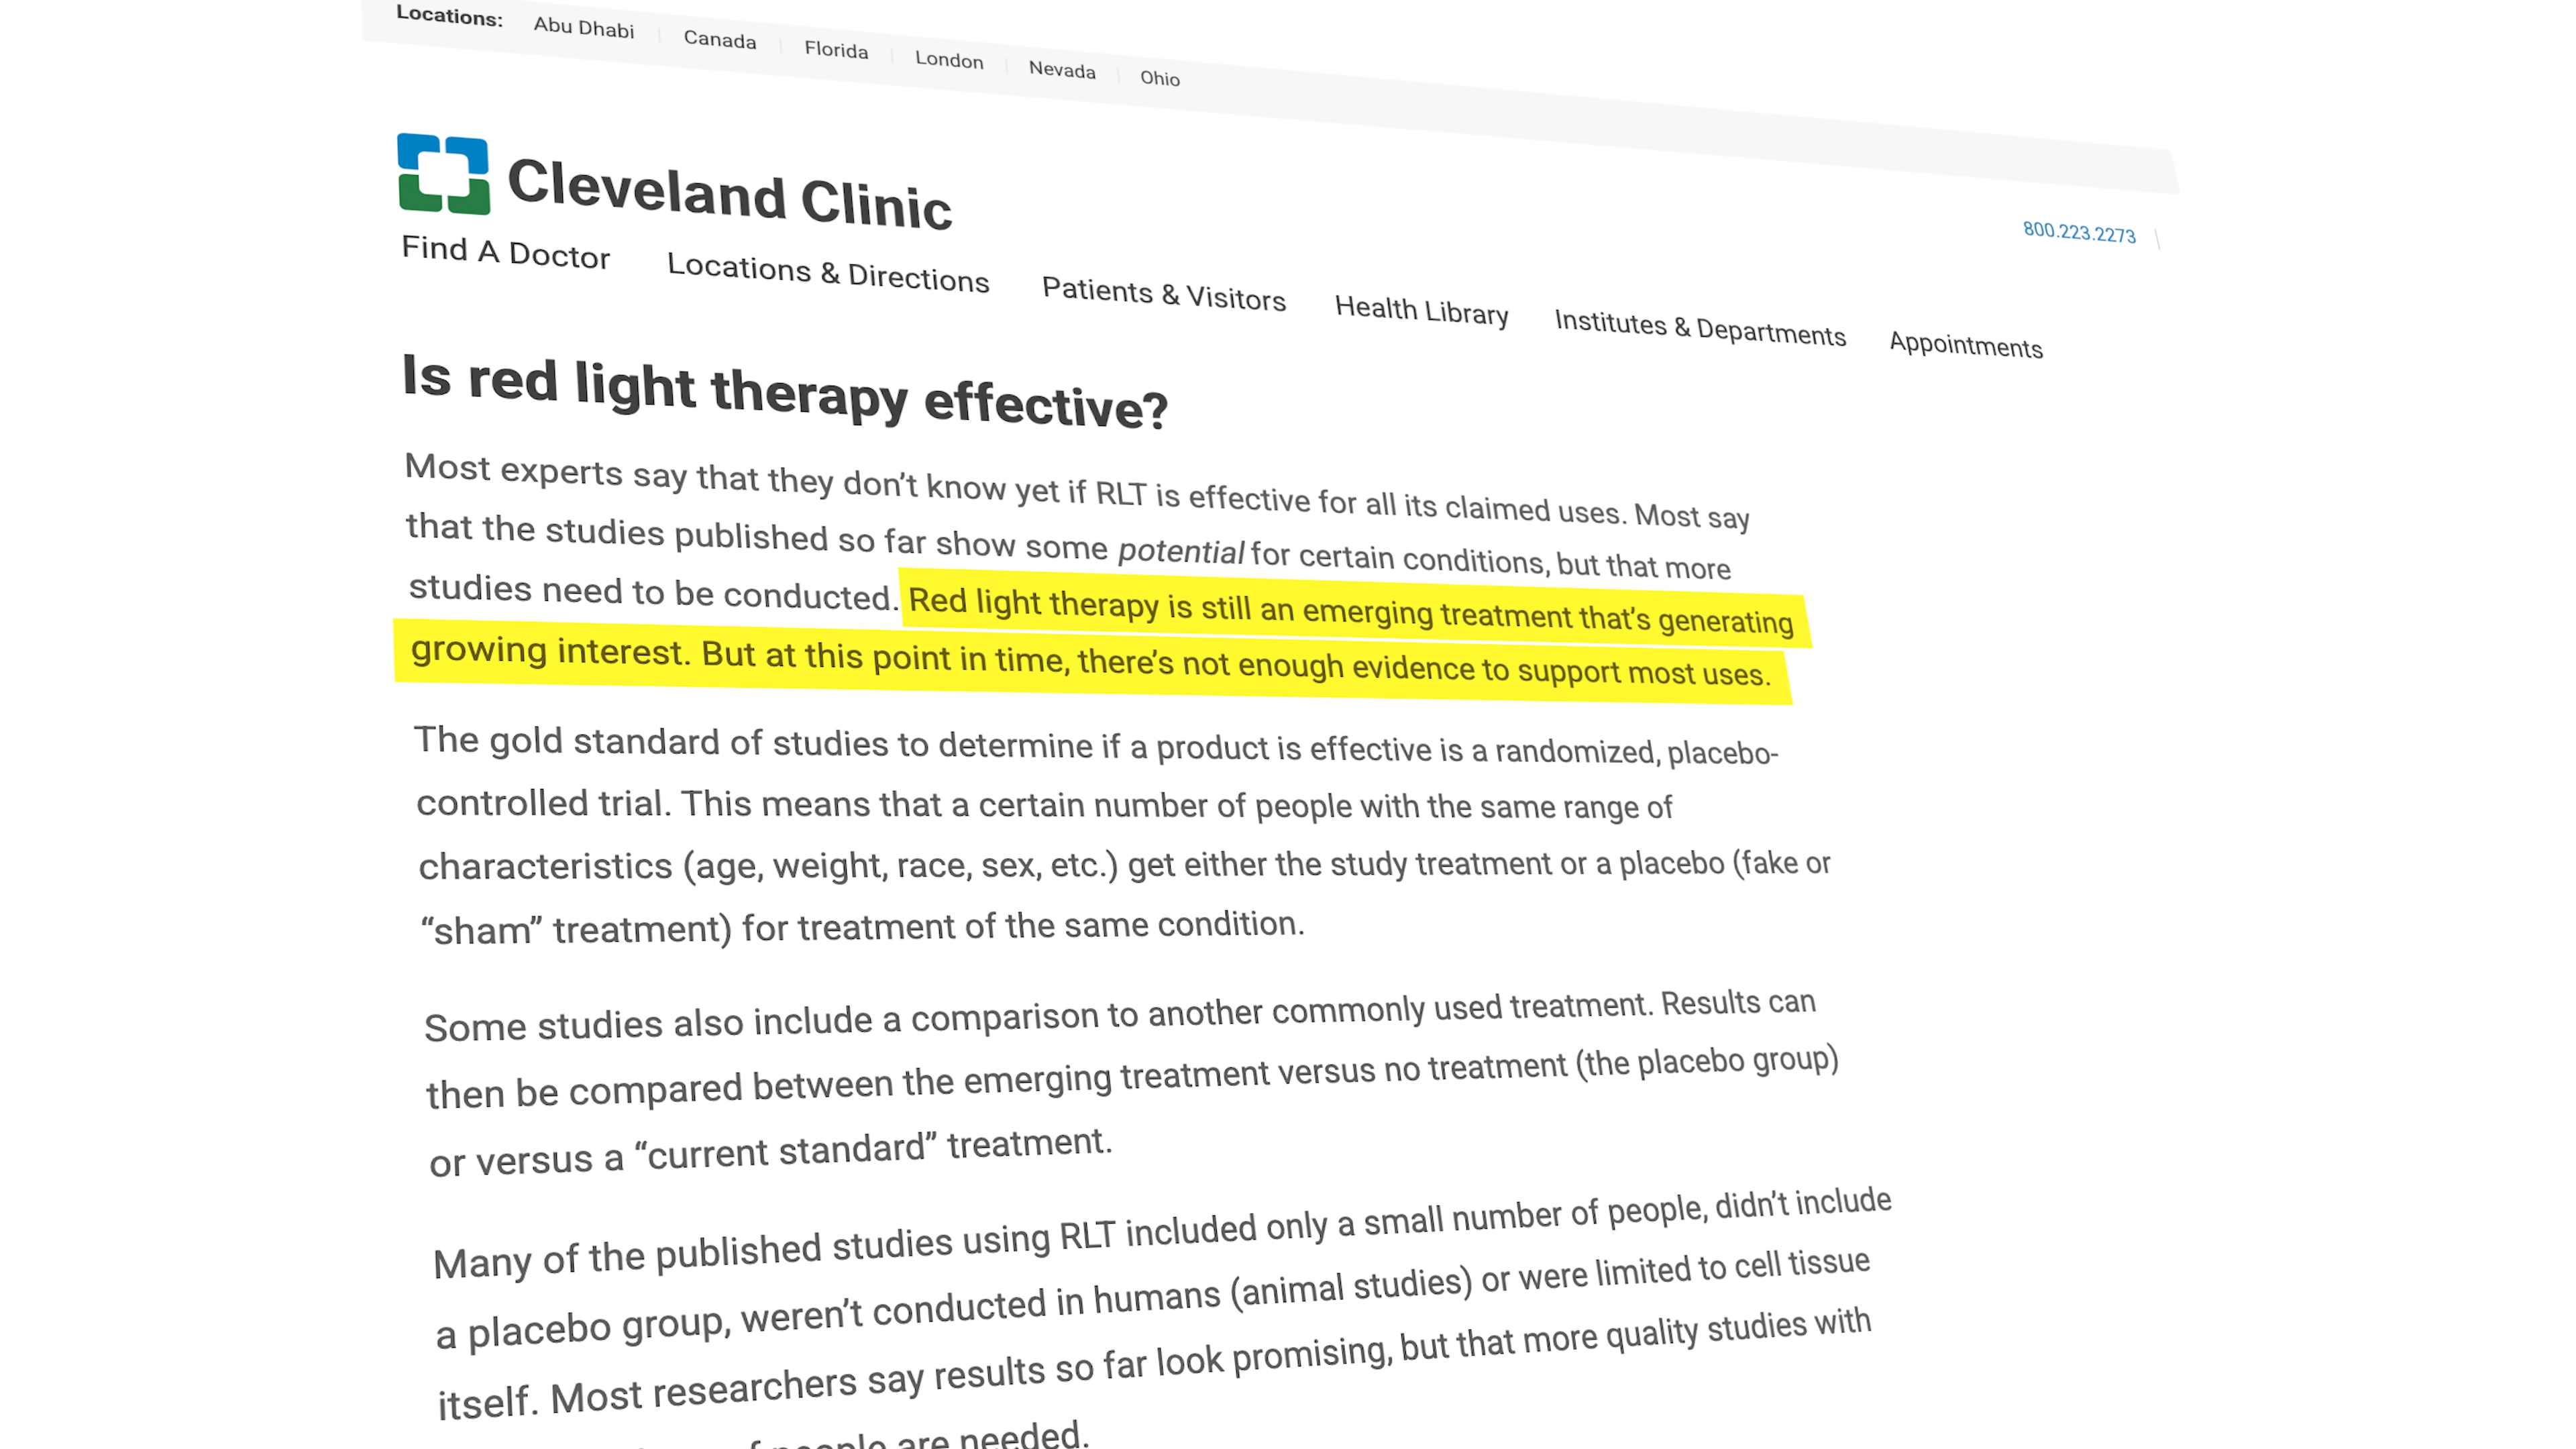 Locations: Abu Dhabi Canada Florida London Nevada Ohio
Cleveland Clinic
800.223.2273
Find A Doctor Locations & Directions Patients & Visitors Health Library Institutes & Departments Appointments
Is red light therapy effective?
Most experts say that they don’t know yet if RLT is effective for all its claimed uses. Most say
that the studies published so far show some potential for certain conditions, but that more
studies need to be conducted. Red light therapy is still an emerging treatment that’s generating
growing interest. But at this point in time, there’s not enough evidence to support most uses.
The gold standard of studies to determine if a product is effective is a randomized, placebo-
controlled trial. This means that a certain number of people with the same range of
characteristics (age, weight, race, sex, etc.) get either the study treatment or a placebo (fake or
“sham” treatment) for treatment of the same condition.
Some studies also include a comparison to another commonly used treatment. Results can
then be compared between the emerging treatment versus no treatment (the placebo group)
or versus a “current standard” treatment.
Many of the published studies using RLT included only a small number of people, didn’t include
a placebo group, weren’t conducted in humans (animal studies) or were limited to cell tissue
itself. Most researchers say results so far look promising, but that more quality studies with
people are needed.